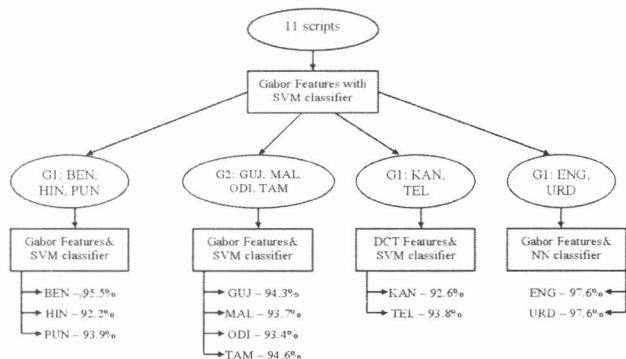 11 scripts
Gabor Features with
SVM classifier
G1: BEN,
HIN, PUN
G2: GUJ, MAL,
ODI, TAM
G1: KAN,
TEL
G1: ENG,
URD
Gabor Features&
SVM classifier
Gabor Features&
SVM classifier
DCT Features&
SVM classifier
Gabor Features&
NN classifier
BEN – 95.5%
HIN – 92.2%
PUN – 93.9%
GUJ – 94.3%
MAL – 93.7%
ODI – 93.4%
TAM – 94.6%
KAN – 92.6%
TEL – 93.8%
ENG – 97.6%
URD – 97.6%